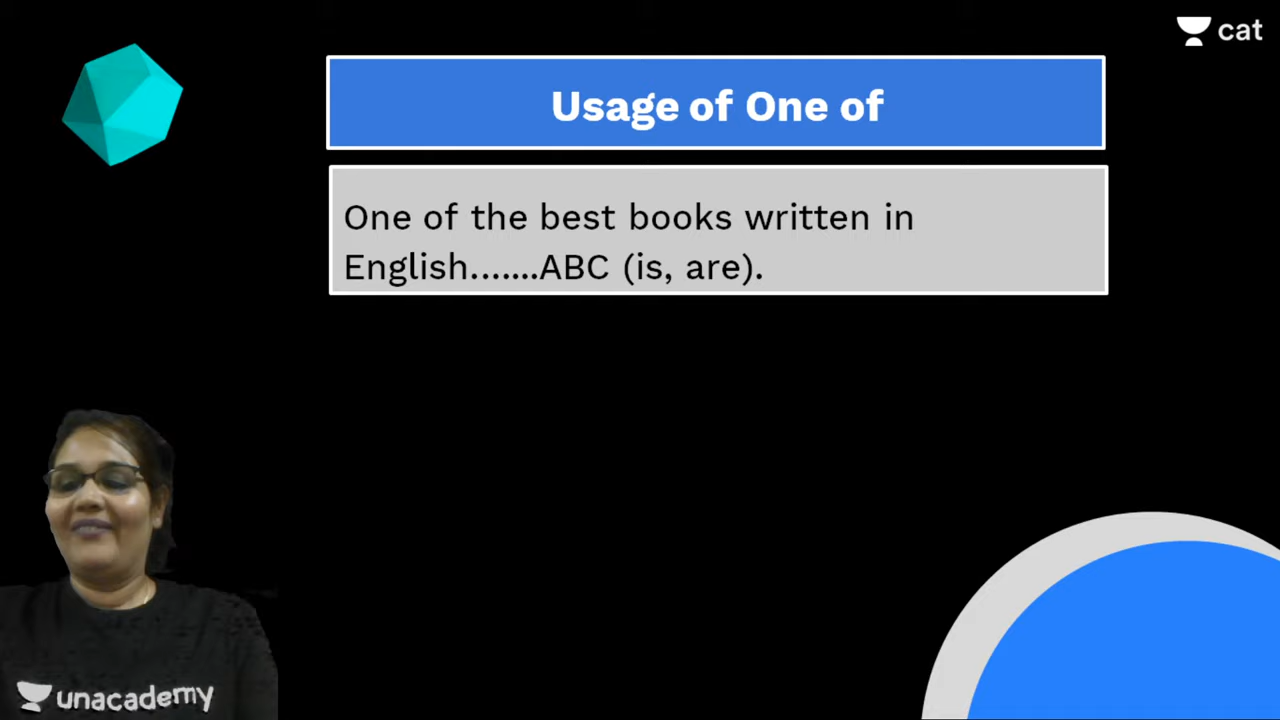 cat
Usage of One of
One of the best books written in
English.......ABC (is, are).
unacademy